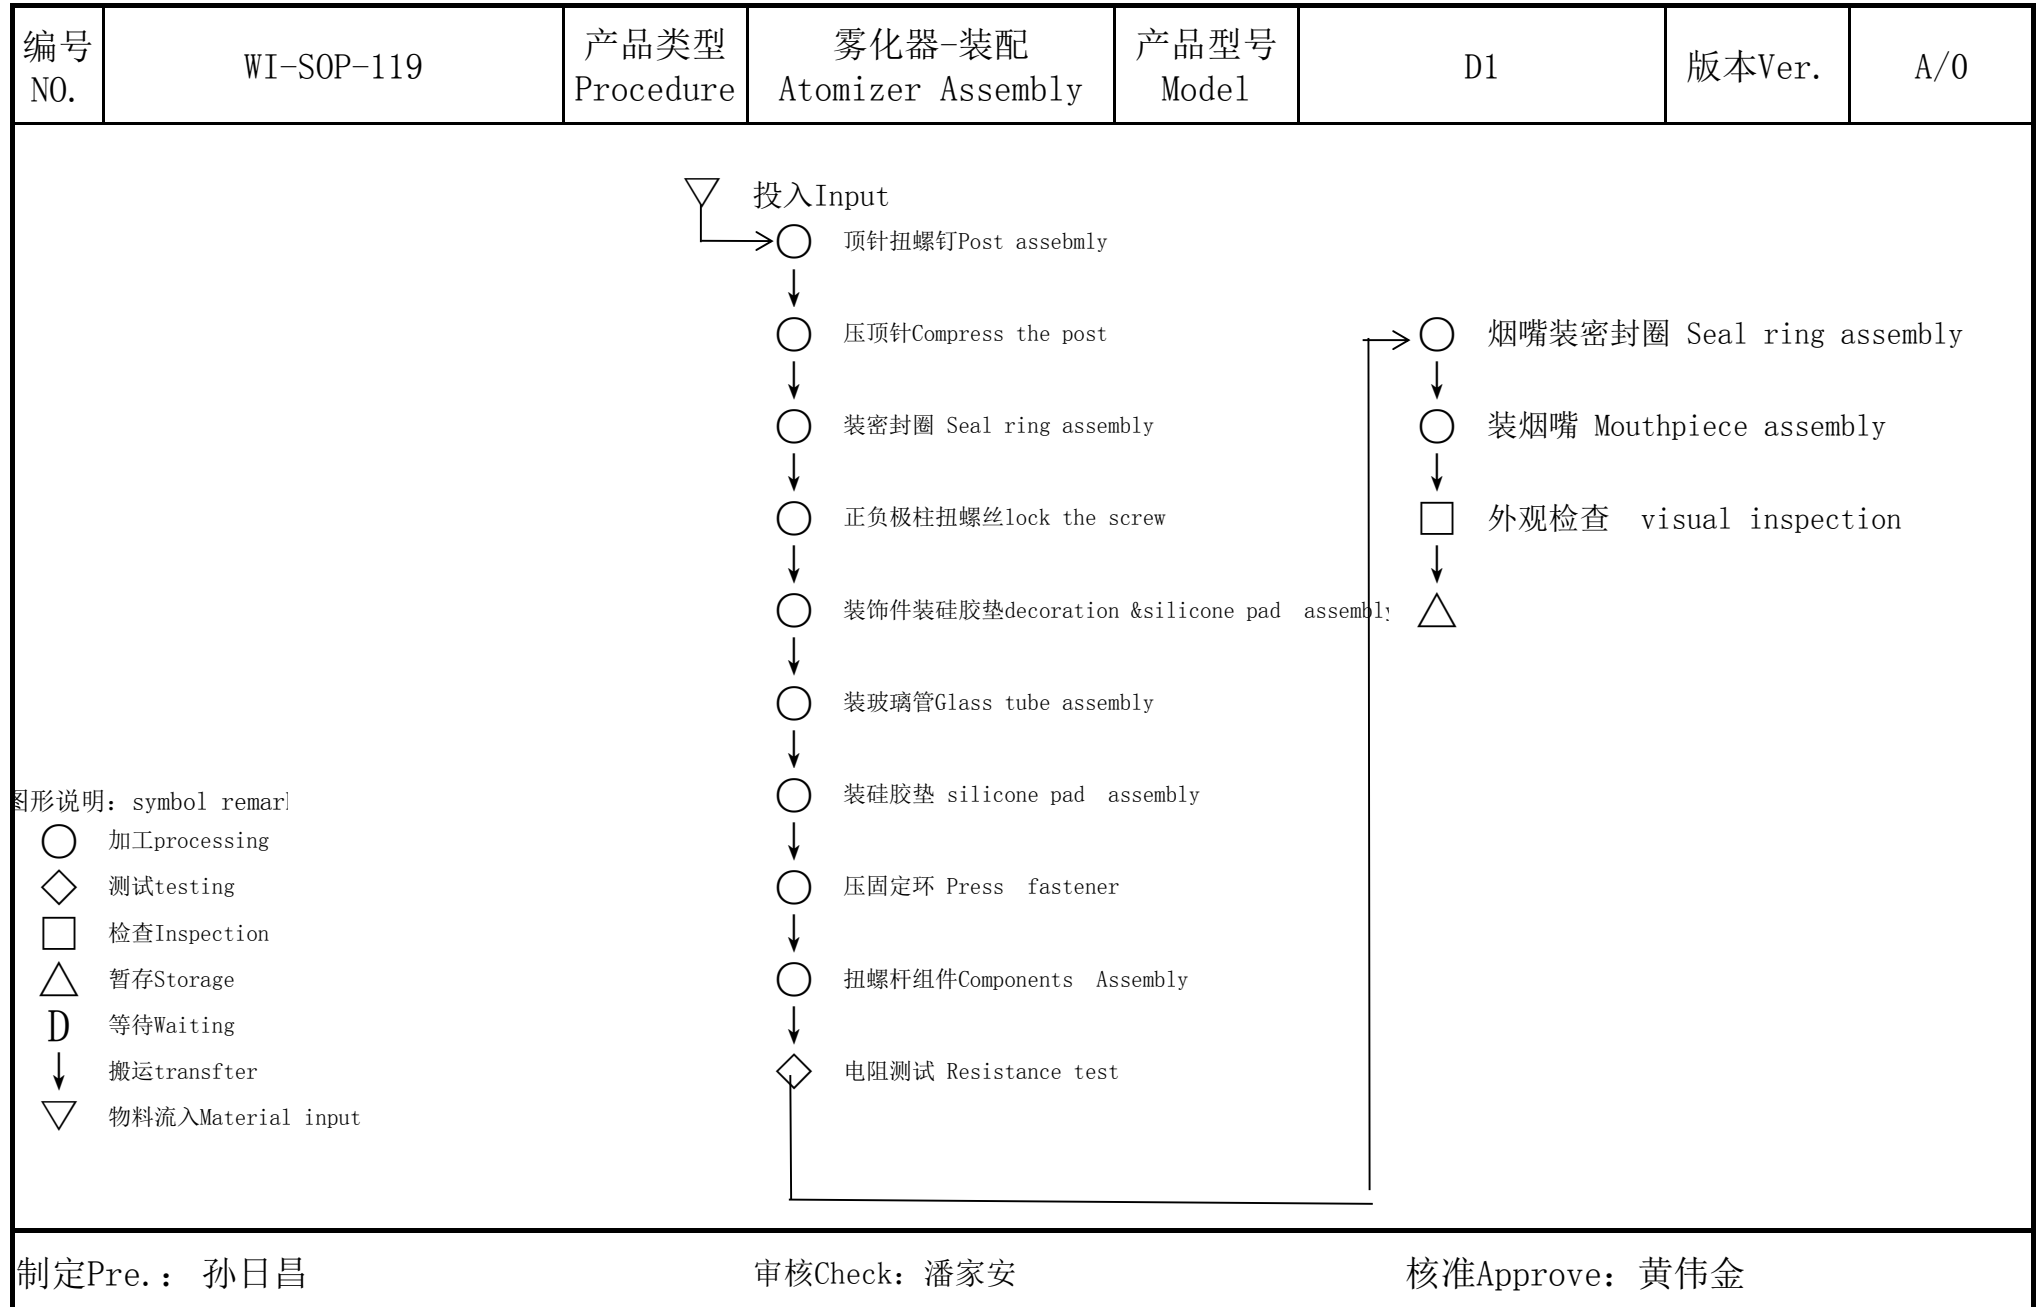 编号
NO.
WI-SOP-119
产品类型
Procedure
雾化器-装配
Atomizer Assembly
产品型号
Model
D1
版本Ver.
A/0
投入Input
顶针扭螺钉Post assebmly
压顶针Compress the post
装密封圈 Seal ring assembly
正负极柱扭螺丝lock the screw
装饰件装硅胶垫decoration &silicone pad assembly
装玻璃管Glass tube assembly
装硅胶垫 silicone pad assembly
压固定环 Press fastener
扭螺杆组件Components Assembly
电阻测试 Resistance test
烟嘴装密封圈 Seal ring assembly
装烟嘴 Mouthpiece assembly
外观检查 visual inspection
图形说明: symbol remark
加工processing
测试testing
检查Inspection
暂存Storage
D 等待Waiting
搬运transfter
物料流入Material input
制定Pre.: 孙日昌
审核Check: 潘家安
核准Approve: 黄伟金